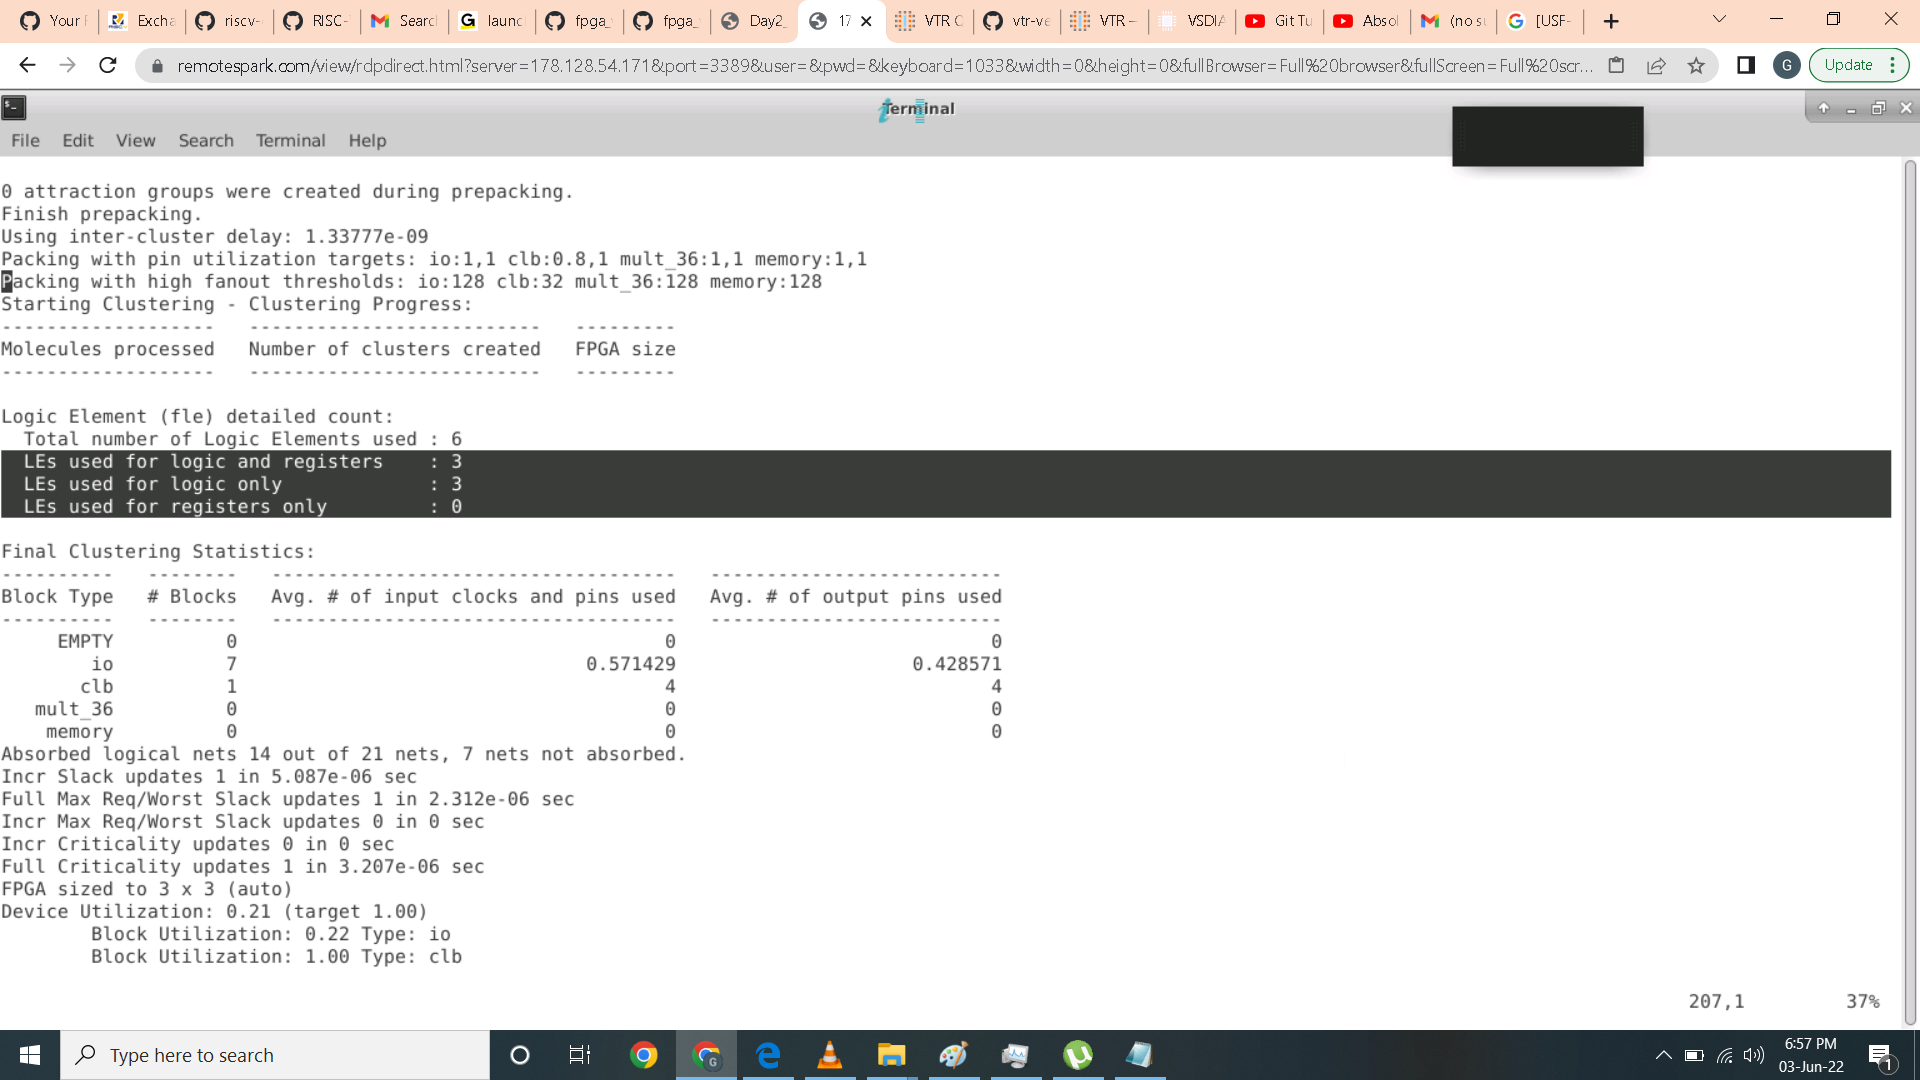 Your
Excha
riscv-
RISC-
Searc
launc
fpga_
fpga_
Day2_
17
VTR C
vtr-ve
VTR —
VSDIA
Git Tu
Absol
(no su
[USF-
remotespark.com/view/rdpdirect.html?server=178.128.54.171&port=3389&user=&pwd=&keyboard=1033&width=0&height=0&fullBrowser=Full%20browser&fullScreen=Full%20scr...
G
Update
Terminal
File Edit View Search Terminal Help
0 attraction groups were created during prepacking.
Finish prepacking.
Using inter-cluster delay: 1.33777e-09
Packing with pin utilization targets: io:1,1 clb:0.8,1 mult_36:1,1 memory:1,1
Packing with high fanout thresholds: io:128 clb:32 mult_36:128 memory:128
Starting Clustering - Clustering Progress:
-------------------   --------------------------   ---------
Molecules processed   Number of clusters created   FPGA size
-------------------   --------------------------   ---------
Logic Element (fle) detailed count:
Total number of Logic Elements used : 6
LEs used for logic and registers    : 3
LEs used for logic only             : 3
LEs used for registers only         : 0
Final Clustering Statistics:
----------   --------   ------------------------------------   --------------------------
Block Type   # Blocks   Avg. # of input clocks and pins used   Avg. # of output pins used
----------   --------   ------------------------------------   --------------------------
EMPTY   0   0   0
io   7   0.571429   0.428571
clb   1   4   4
mult_36   0   0   0
memory   0   0   0
Absorbed logical nets 14 out of 21 nets, 7 nets not absorbed.
Incr Slack updates 1 in 5.087e-06 sec
Full Max Req/Worst Slack updates 1 in 2.312e-06 sec
Incr Max Req/Worst Slack updates 0 in 0 sec
Incr Criticality updates 0 in 0 sec
Full Criticality updates 1 in 3.207e-06 sec
FPGA sized to 3 x 3 (auto)
Device Utilization: 0.21 (target 1.00)
Block Utilization: 0.22 Type: io
Block Utilization: 1.00 Type: clb
207,1   37%
Type here to search
6:57 PM
03-Jun-22
1